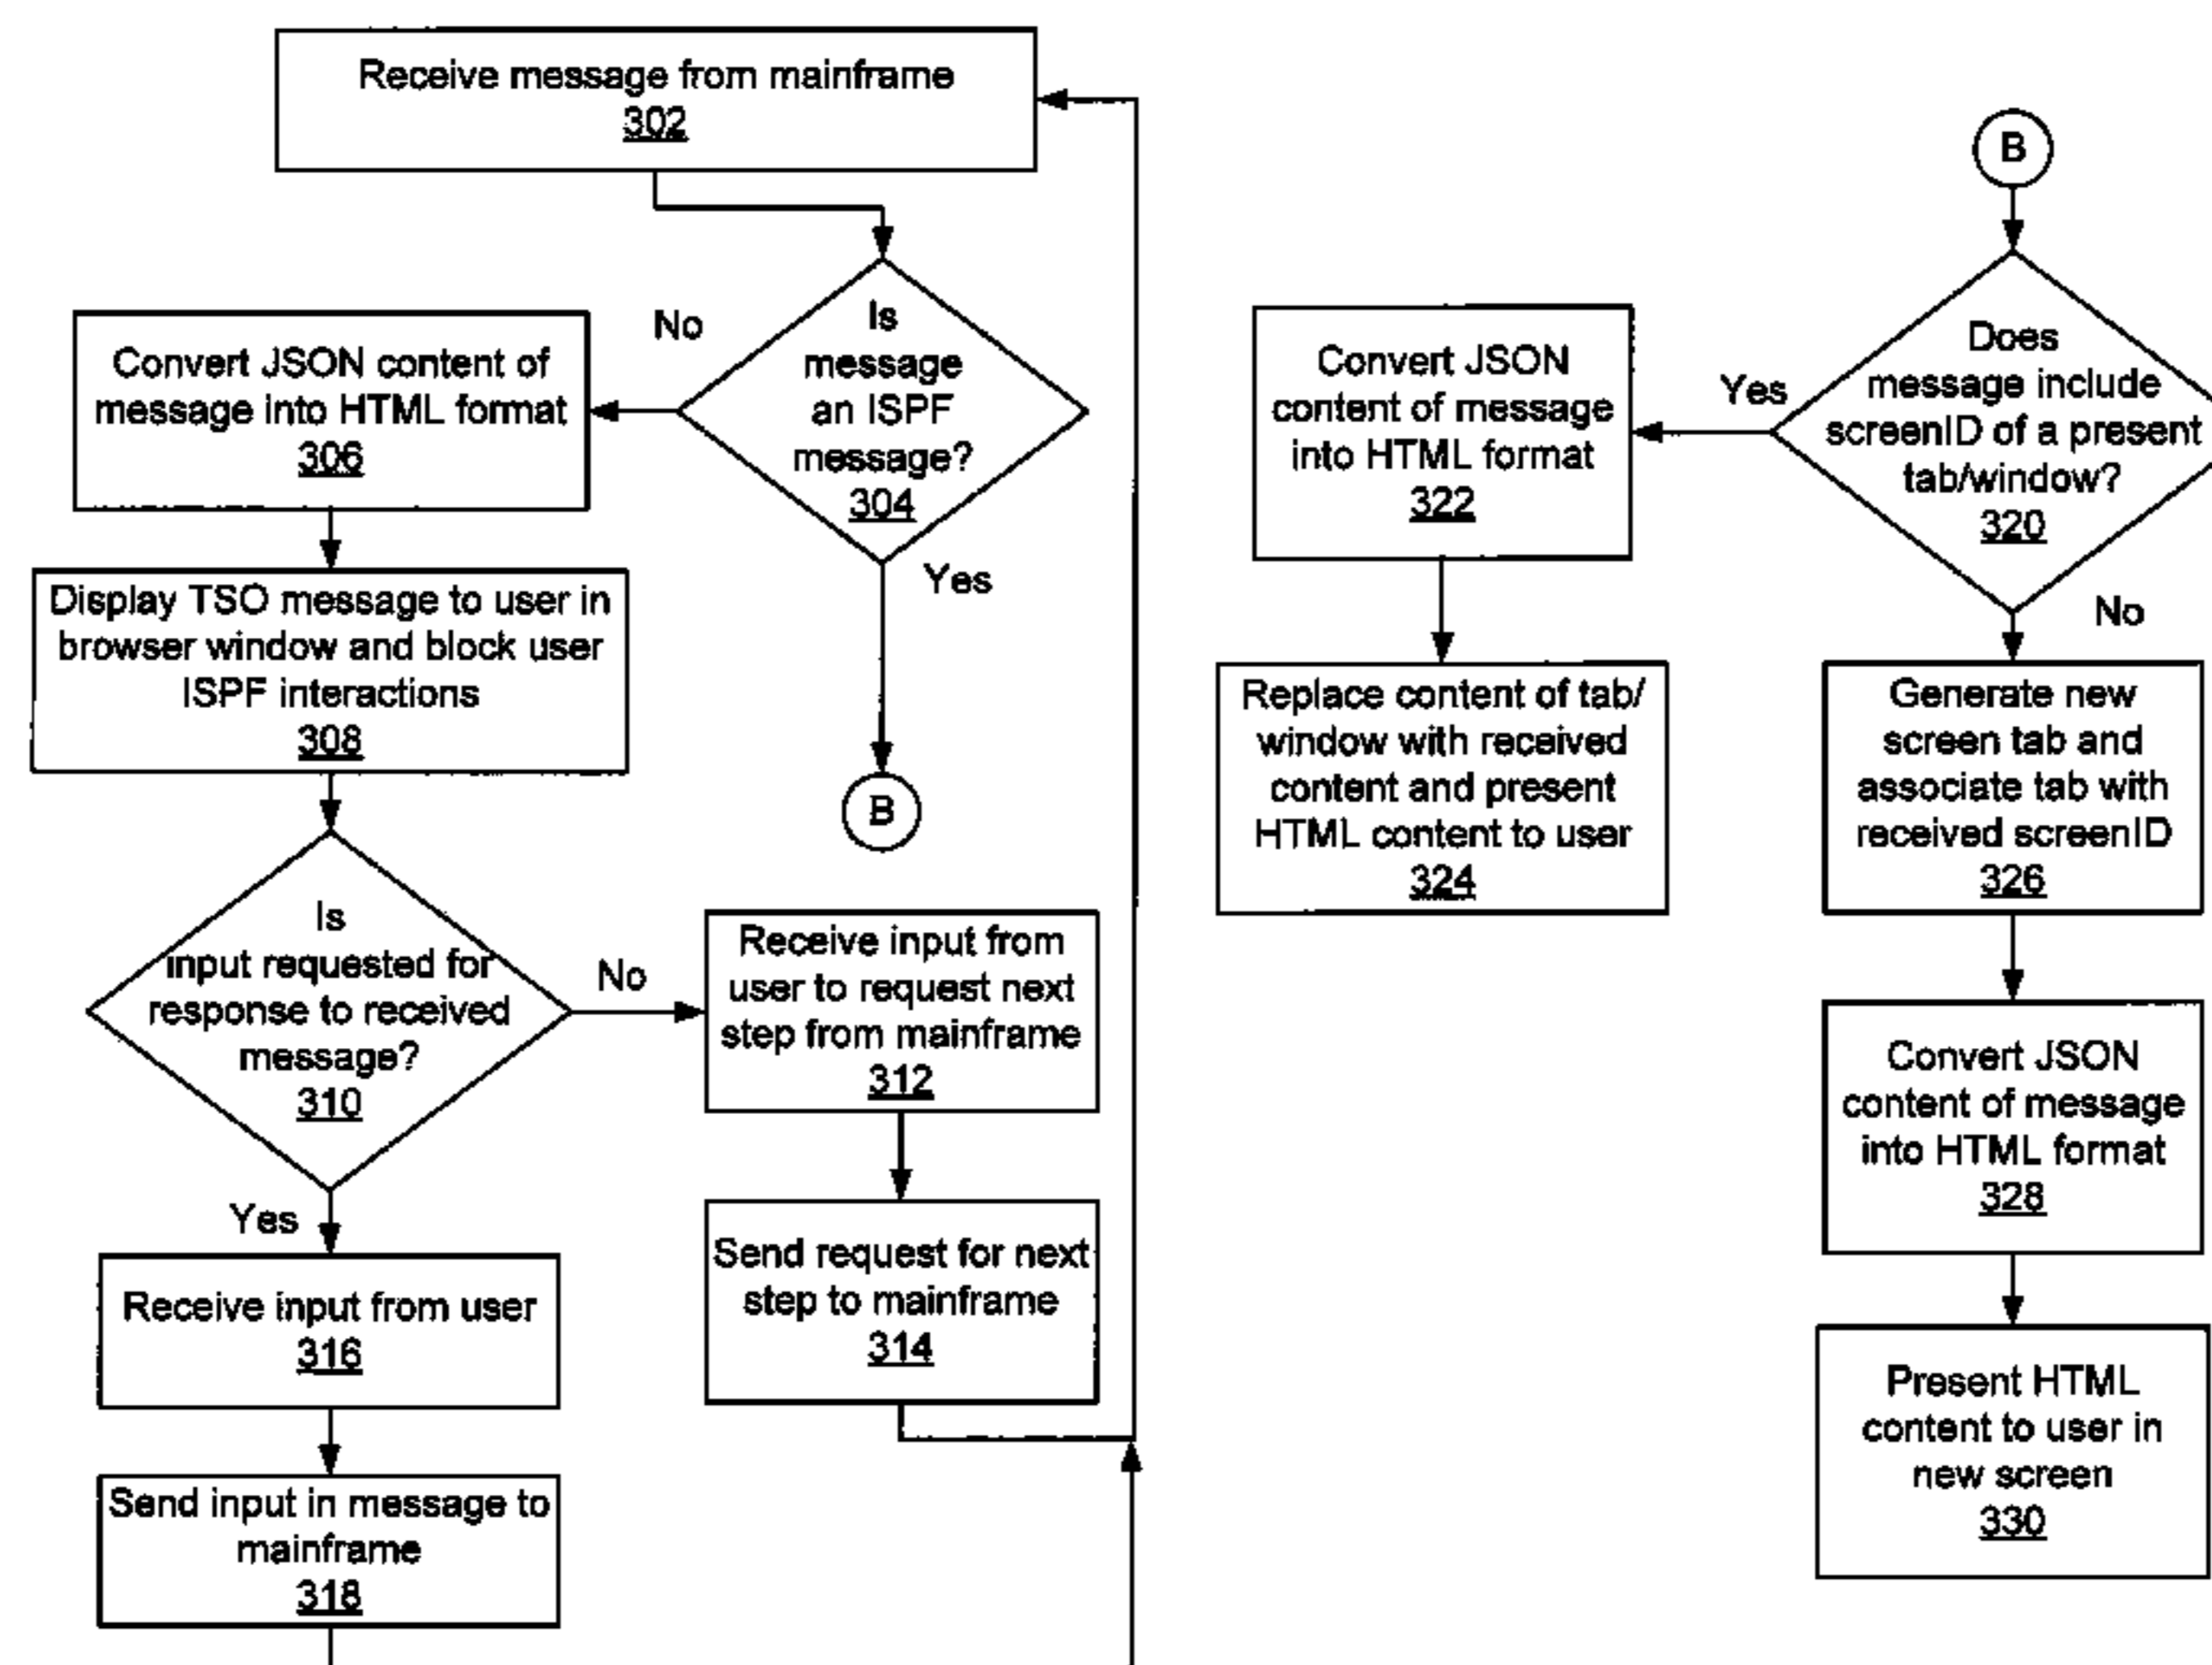 Receive message from mainframe
302
Is
message
an ISPF
message?
304
No
Yes
Convert JSON content of
message into HTML format
306
Display TSO message to user in
browser window and block user
ISPF interactions
308
B
Is
input requested for
response to received
message?
310
No
Yes
Receive input from
user to request next
step from mainframe
312
Send request for next
step to mainframe
314
Receive input from user
316
Send input in message to
mainframe
318
B
Does
message include
screenID of a present
tab/window?
320
Yes
No
Convert JSON
content of message
into HTML format
322
Replace content of tab/
window with received
content and present
HTML content to user
324
Generate new
screen tab and
associate tab with
received screenID
326
Convert JSON
content of message
into HTML format
328
Present HTML
content to user in
new screen
330